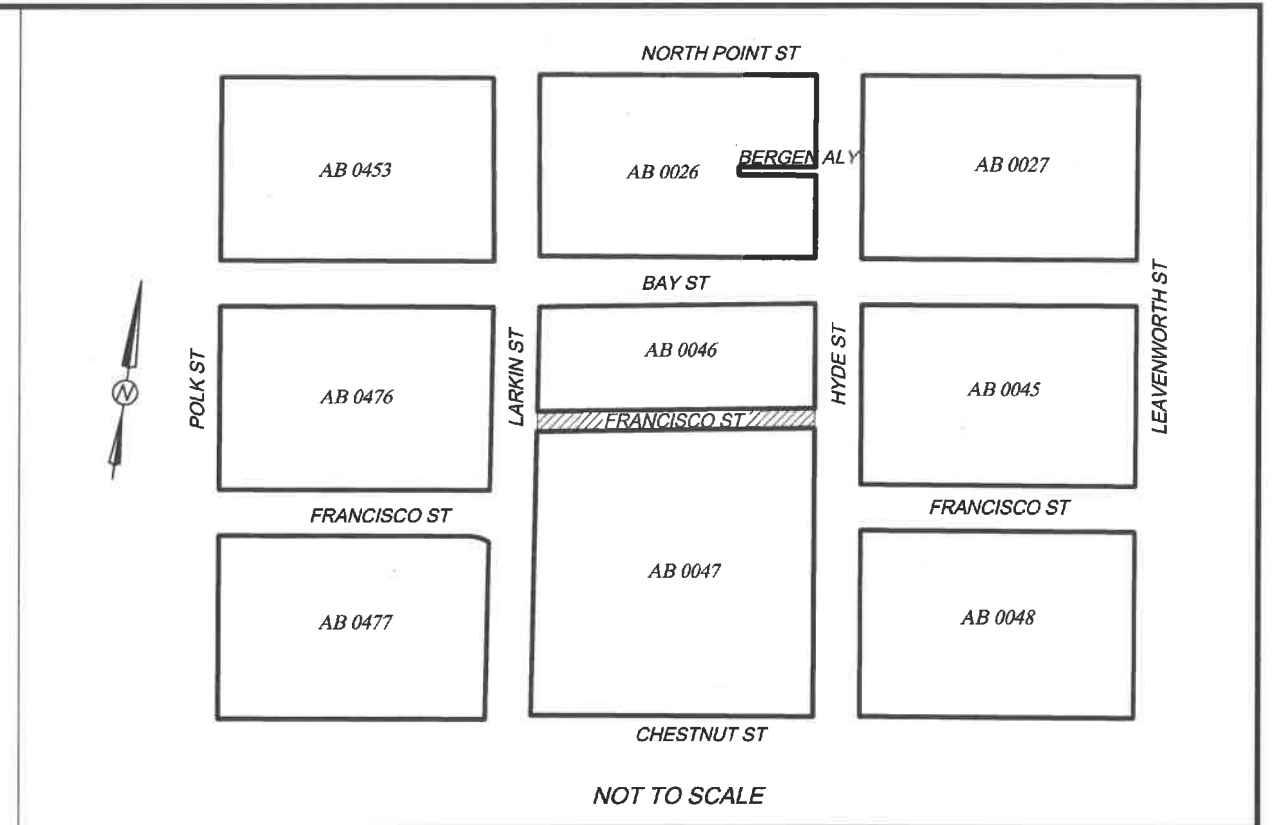 NORTH POINT ST
AB 0453
AB 0026
BERGEN ALY
AB 0027
BAY ST
POLK ST
AB 0476
LARKIN ST
AB 0046
HYDE ST
AB 0045
LEAVENWORTH ST
N
FRANCISCO ST
FRANCISCO ST
FRANCISCO ST
AB 0477
AB 0047
AB 0048
CHESTNUT ST
NOT TO SCALE